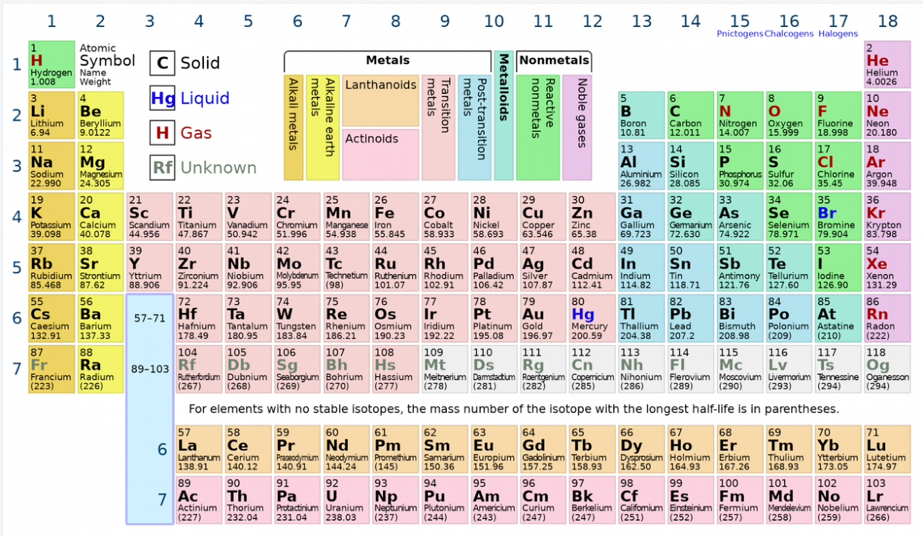 1 2 3 4 5 6 7 8 9 10 11 12 13 14 15 16 17 18
Pnictogens Chalcogens Halogens
1
1
H
Hydrogen
1.008
Atomic
Symbol
Name
Weight
C Solid
Hg Liquid
H Gas
Rf Unknown
Metals
Metalloids
Nonmetals
Alkali metals
Alkaline earth
metals
Lanthanoids
Actinoids
Transition
metals
Post-transition
metals
Reactive
nonmetals
Noble gases
2
He
Helium
4.0026
2
3 4 5 6 7 8 9 10
Li Be B C N O F Ne
Lithium Beryllium Boron Carbon Nitrogen Oxygen Fluorine Neon
6.94 9.0122 10.81 12.011 14.007 15.999 18.998 20.180
3
11 12 13 14 15 16 17 18
Na Mg Al Si P S Cl Ar
Sodium Magnesium Aluminium Silicon Phosphorus Sulfur Chlorine Argon
22.990 24.305 26.982 28.085 30.974 32.06 35.45 39.948
4
19 20 21 22 23 24 25 26 27 28 29 30 31 32 33 34 35 36
K Ca Sc Ti V Cr Mn Fe Co Ni Cu Zn Ga Ge As Se Br Kr
Potassium Calcium Scandium Titanium Vanadium Chromium Manganese Iron Cobalt Nickel Copper Zinc Gallium Germanium Arsenic Selenium Bromine Krypton
39.098 40.078 44.956 47.867 50.942 51.996 54.938 55.845 58.933 58.693 63.546 65.38 69.723 72.630 74.922 78.971 79.904 83.798
5
37 38 39 40 41 42 43 44 45 46 47 48 49 50 51 52 53 54
Rb Sr Y Zr Nb Mo Tc Ru Rh Pd Ag Cd In Sn Sb Te I Xe
Rubidium Strontium Yttrium Zirconium Niobium Molybdenum Technetium Ruthenium Rhodium Palladium Silver Cadmium Indium Tin Antimony Tellurium Iodine Xenon
85.468 87.62 88.906 91.224 92.906 95.95 (98) 101.07 102.91 106.42 107.87 112.41 114.82 118.71 121.76 127.60 126.90 131.29
6
55 56 57–71 72 73 74 75 76 77 78 79 80 81 82 83 84 85 86
Cs Ba Hf Ta W Re Os Ir Pt Au Hg Tl Pb Bi Po At Rn
Caesium Barium Hafnium Tantalum Tungsten Rhenium Osmium Iridium Platinum Gold Mercury Thallium Lead Bismuth Polonium Astatine Radon
132.91 137.33 178.49 180.95 183.84 186.21 190.23 192.22 195.08 196.97 200.59 204.38 207.2 208.98 (209) (210) (222)
7
87 88 89–103 104 105 106 107 108 109 110 111 112 113 114 115 116 117 118
Fr Ra Rf Db Sg Bh Hs Mt Ds Rg Cn Nh Fl Mc Lv Ts Og
Francium Radium Rutherfordium Dubnium Seaborgium Bohrium Hassium Meitnerium Darmstadtium Roentgenium Copernicium Nihonium Flerovium Moscovium Livermorium Tennessine Oganesson
(223) (226) (267) (268) (269) (270) (277) (278) (281) (282) (285) (286) (289) (290) (293) (294) (294)
For elements with no stable isotopes, the mass number of the isotope with the longest half-life is in parentheses.
6
57 58 59 60 61 62 63 64 65 66 67 68 69 70 71
La Ce Pr Nd Pm Sm Eu Gd Tb Dy Ho Er Tm Yb Lu
Lanthanum Cerium Praseodymium Neodymium Promethium Samarium Europium Gadolinium Terbium Dysprosium Holmium Erbium Thulium Ytterbium Lutetium
138.91 140.12 140.91 144.24 (145) 150.36 151.96 157.25 158.93 162.50 164.93 167.26 168.93 173.05 174.97
7
89 90 91 92 93 94 95 96 97 98 99 100 101 102 103
Ac Th Pa U Np Pu Am Cm Bk Cf Es Fm Md No Lr
Actinium Thorium Protactinium Uranium Neptunium Plutonium Americium Curium Berkelium Californium Einsteinium Fermium Mendelevium Nobelium Lawrencium
(227) 232.04 231.04 238.03 (237) (244) (243) (247) (247) (251) (252) (257) (258) (259) (266)